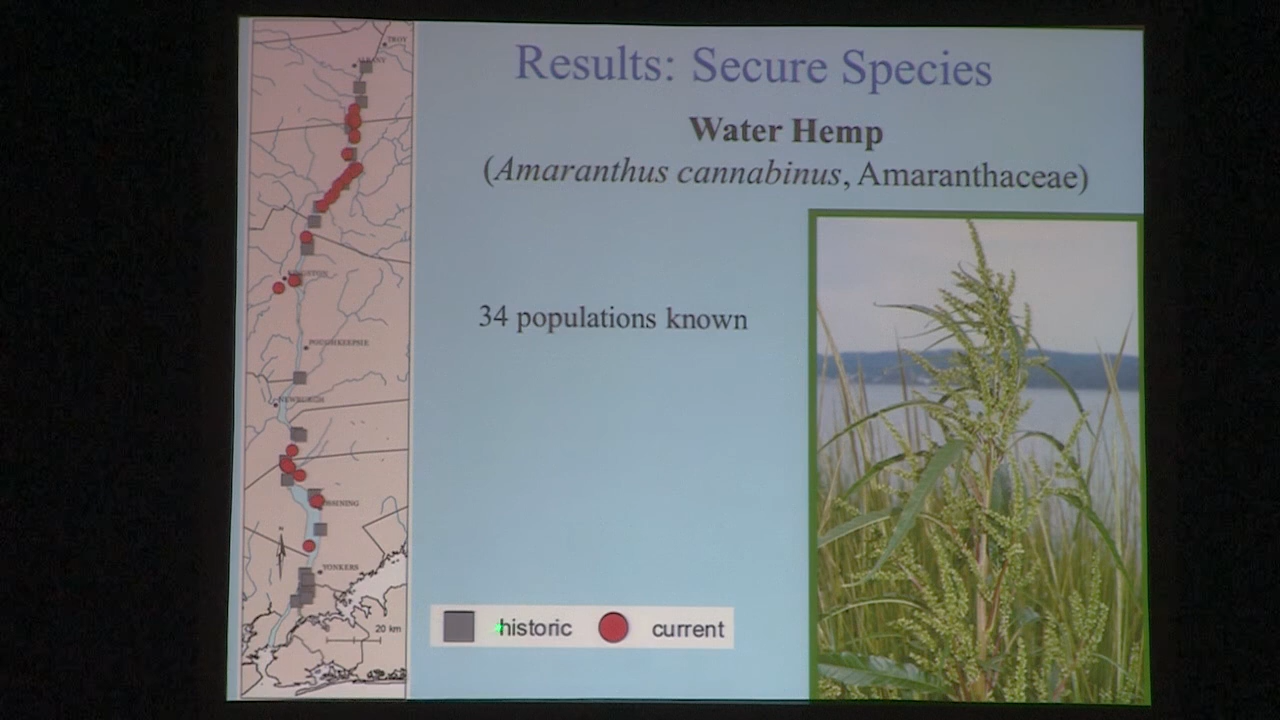 Results: Secure Species
Water Hemp
(Amaranthus cannabinus, Amaranthaceae)
34 populations known
historic current
TROY
ALBANY
KINGSTON
POUGHKEEPSIE
NEWBURGH
OSSINING
YONKERS
N
20 km